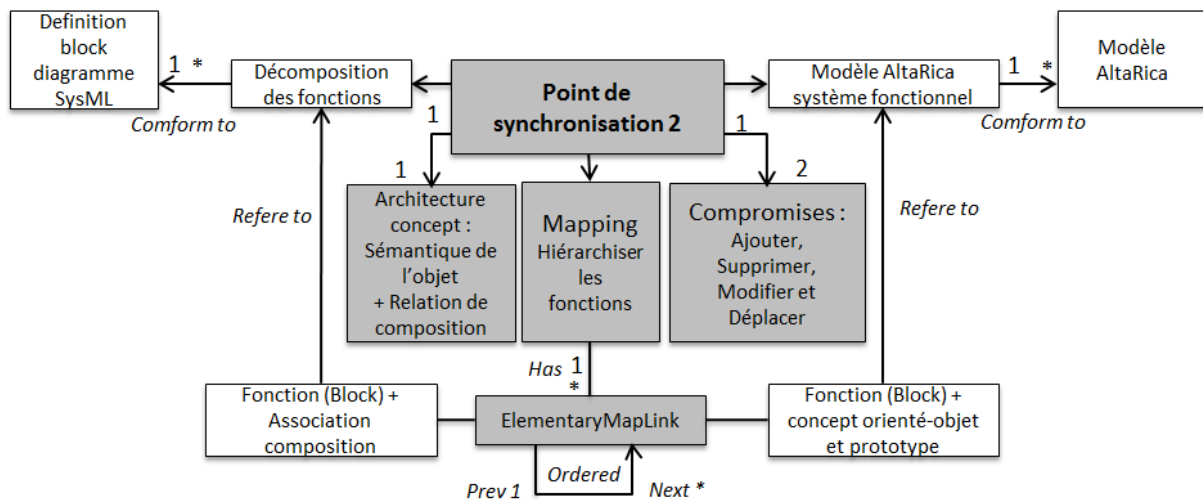 Definition
block
diagramme
SysML
1 *
Comform to
Décomposition
des fonctions
Point de
synchronisation 2
Modèle AltaRica
système fonctionnel
1 *
Comform to
Modèle
AltaRica
1
1
1
2
Refere to
Architecture
concept :
Sémantique de
l'objet
+ Relation de
composition
Mapping
Hiérarchiser
les
fonctions
Compromises :
Ajouter,
Supprimer,
Modifier et
Déplacer
Refere to
Has 1
*
Fonction (Block) +
Association
composition
ElementaryMapLink
Fonction (Block) +
concept orienté-objet
et prototype
Ordered
Prev 1
Next *